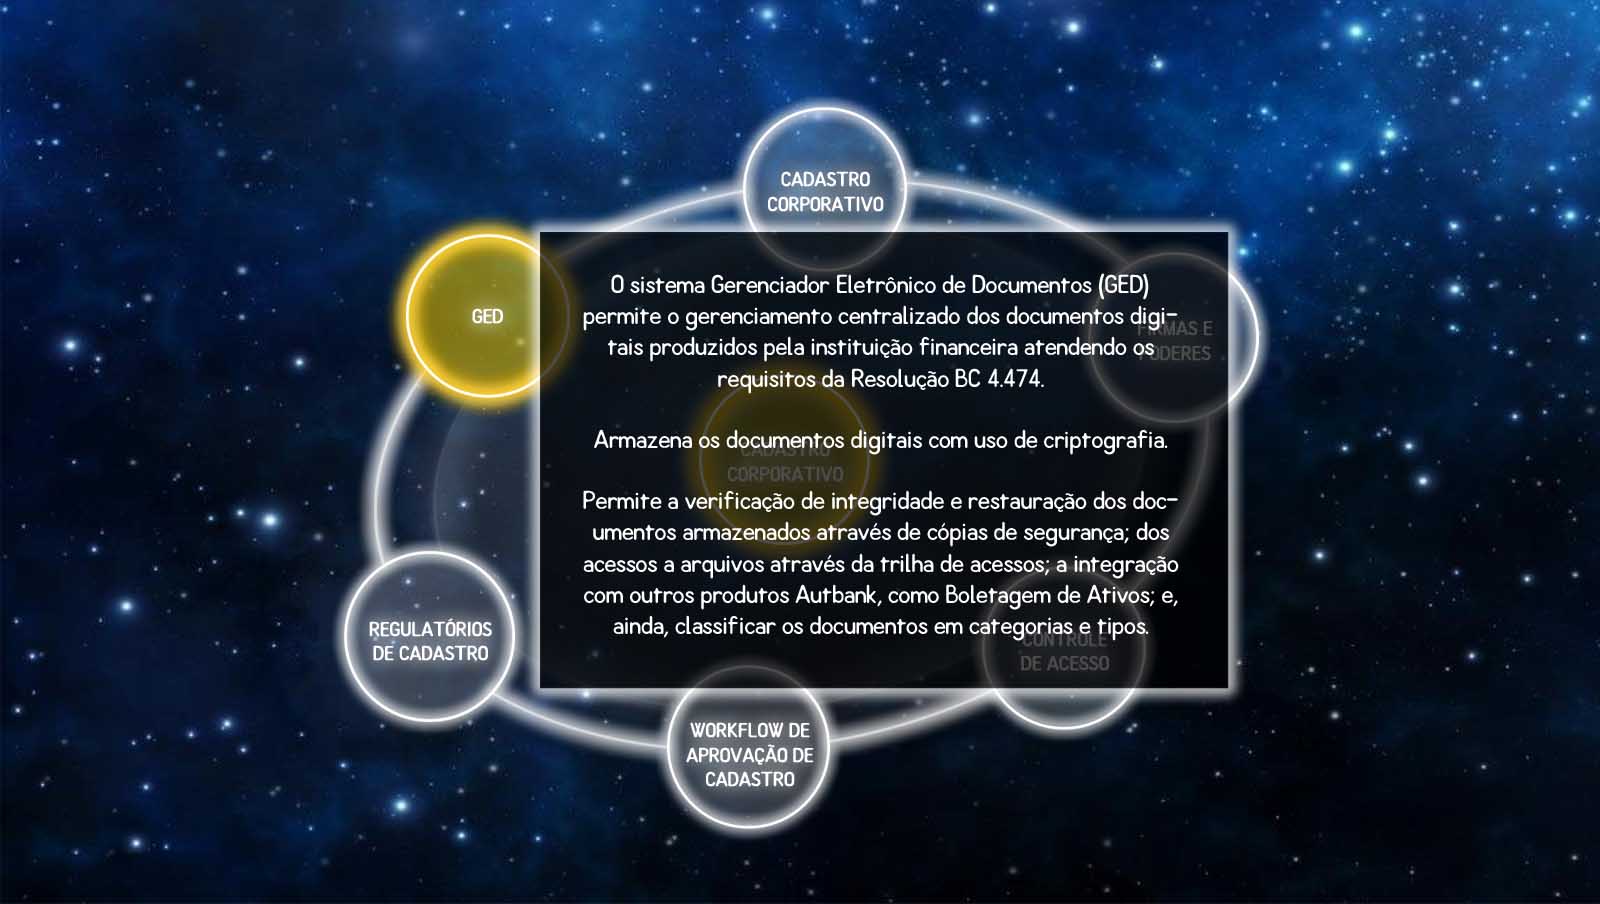 CADASTRO
CORPORATIVO
GED
O sistema Gerenciador Eletrônico de Documentos (GED)
permite o gerenciamento centralizado dos documentos digi-
tais produzidos pela instituição financeira atendendo os
requisitos da Resolução BC 4.474.
FIRMAS E
PODERES
Armazena os documentos digitais com uso de criptografia.
CADASTRO
CORPORATIVO
Permite a verificação de integridade e restauração dos doc-
umentos armazenados através de cópias de segurança; dos
acessos a arquivos através da trilha de acessos; a integração
com outros produtos Autbank, como Boletagem de Ativos; e,
ainda, classificar os documentos em categorias e tipos.
CONTROLE
DE ACESSO
REGULATÓRIOS
DE CADASTRO
WORKFLOW DE
APROVAÇÃO DE
CADASTRO